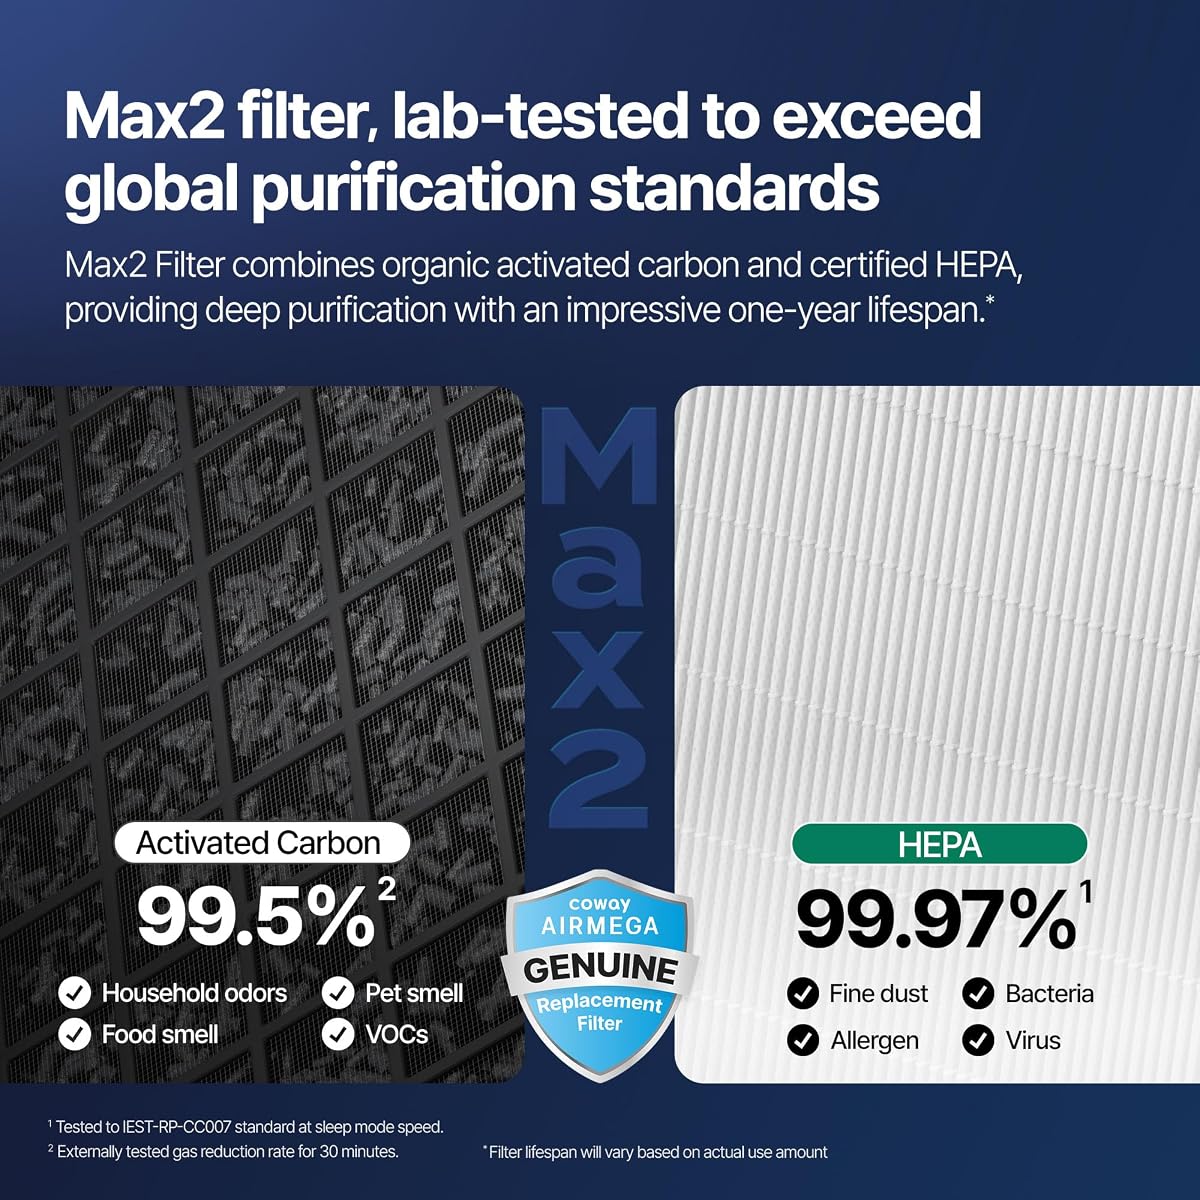 Max2 filter, lab-tested to exceed
global purification standards
Max2 Filter combines organic activated carbon and certified HEPA,
providing deep purification with an impressive one-year lifespan.*
Max2
Activated Carbon
99.5%²
Household odors
Pet smell
Food smell
VOCs
coway
AIRMEGA
GENUINE
Replacement
Filter
HEPA
99.97%¹
Fine dust
Bacteria
Allergen
Virus
¹ Tested to IEST-RP-CC007 standard at sleep mode speed.
² Externally tested gas reduction rate for 30 minutes.
*Filter lifespan will vary based on actual use amount